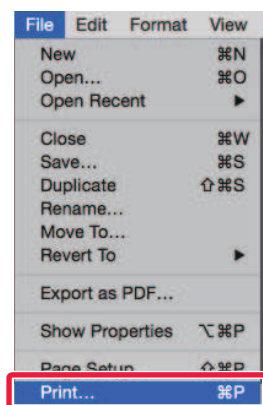 File Edit Format View
New ⌘N
Open... ⌘O
Open Recent ▶
Close ⌘W
Save... ⌘S
Duplicate ⇧⌘S
Rename...
Move To...
Revert To ▶
Export as PDF...
Show Properties ⌥⌘P
Page Setup ⇧⌘P
Print... ⌘P